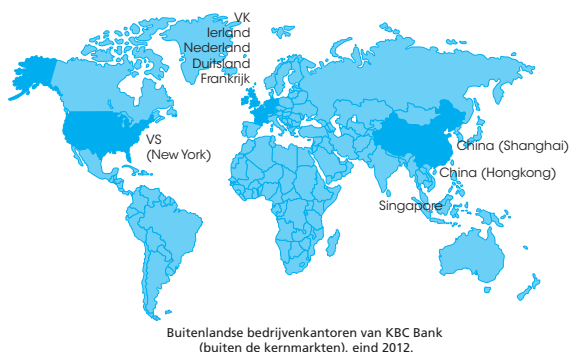 VK
Ierland
Nederland
Duitsland
Frankrijk
VS
(New York)
China (Shanghai)
China (Hongkong)
Singapore
Buitenlandse bedrijvenkantoren van KBC Bank
(buiten de kernmarkten), eind 2012.